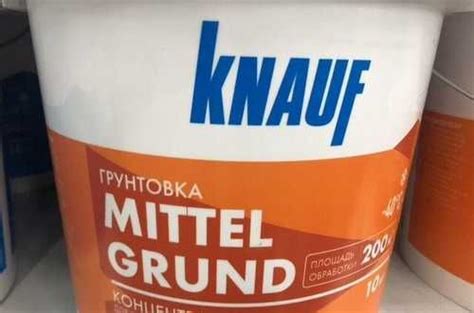 KNAUF
ГРУНТОВКА
MITTEL
GRUND
ПЛОЩАДЬ
ОБРАБОТКИ
200